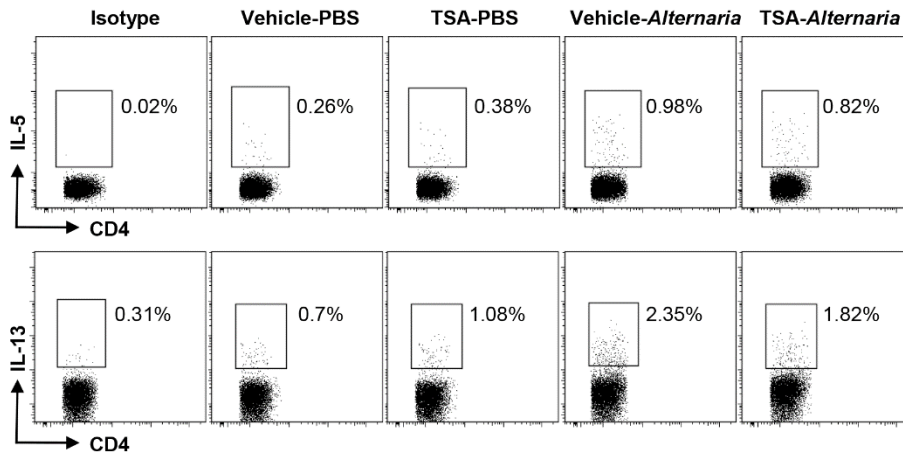 Isotype Vehicle-PBS TSA-PBS Vehicle-Alternaria TSA-Alternaria
IL-5
0.02% 0.26% 0.38% 0.98% 0.82%
CD4
IL-13
0.31% 0.7% 1.08% 2.35% 1.82%
CD4